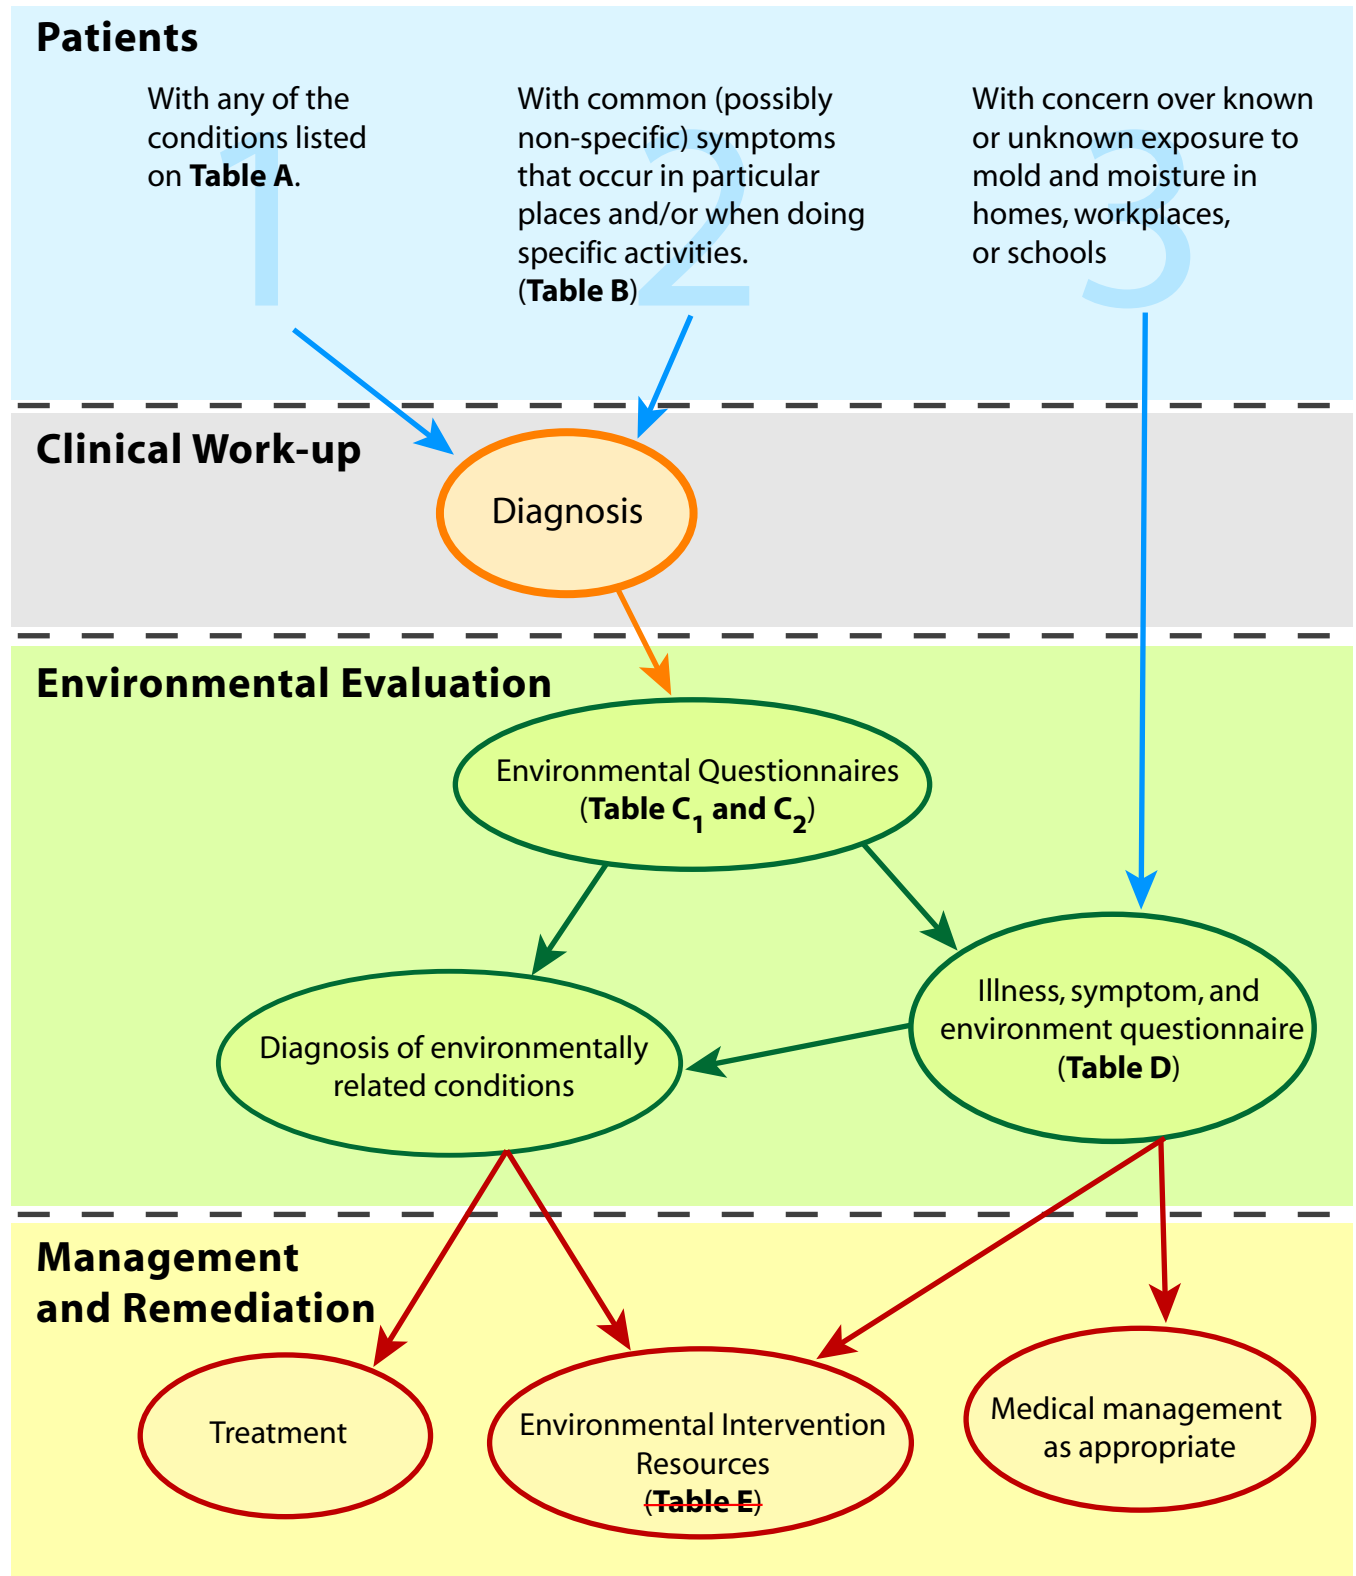 Patients
1
With any of the
conditions listed
on Table A.
2
With common (possibly
non-specific) symptoms
that occur in particular
places and/or when doing
specific activities.
(Table B)
3
With concern over known
or unknown exposure to
mold and moisture in
homes, workplaces,
or schools
Clinical Work-up
Diagnosis
Environmental Evaluation
Environmental Questionnaires
(Table C1 and C2)
Illness, symptom, and
environment questionnaire
(Table D)
Diagnosis of environmentally
related conditions
Management
and Remediation
Treatment
Environmental Intervention
Resources
(Table E)
Medical management
as appropriate